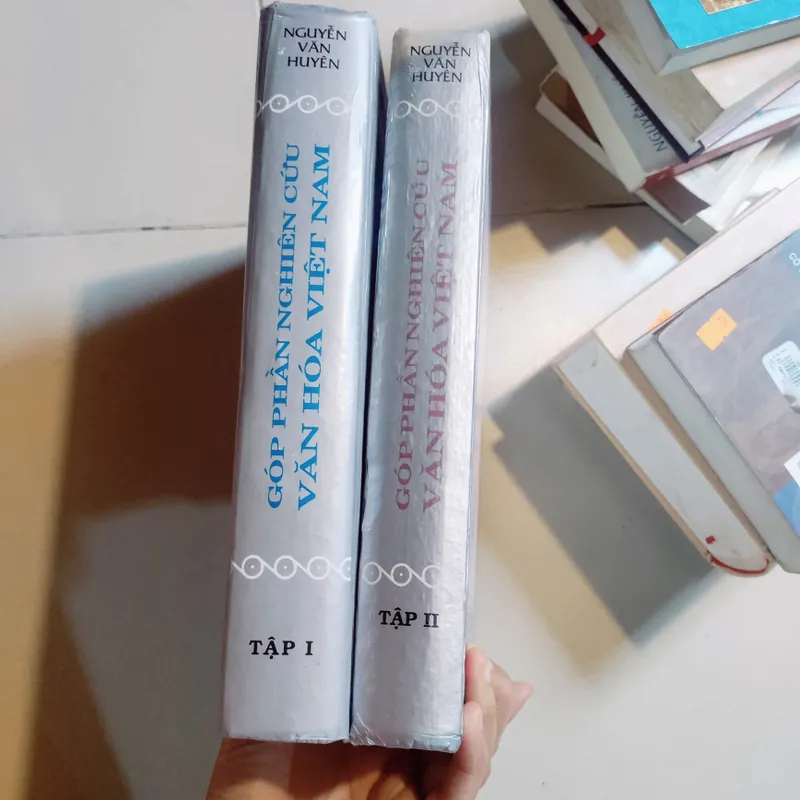 NGUYỄN
VĂN
HUYÊN
GÓP PHẦN NGHIÊN CỨU
VĂN HÓA VIỆT NAM
TẬP I
NGUYỄN
VĂN
HUYÊN
GÓP PHẦN NGHIÊN CỨU
VĂN HÓA VIỆT NAM
TẬP II